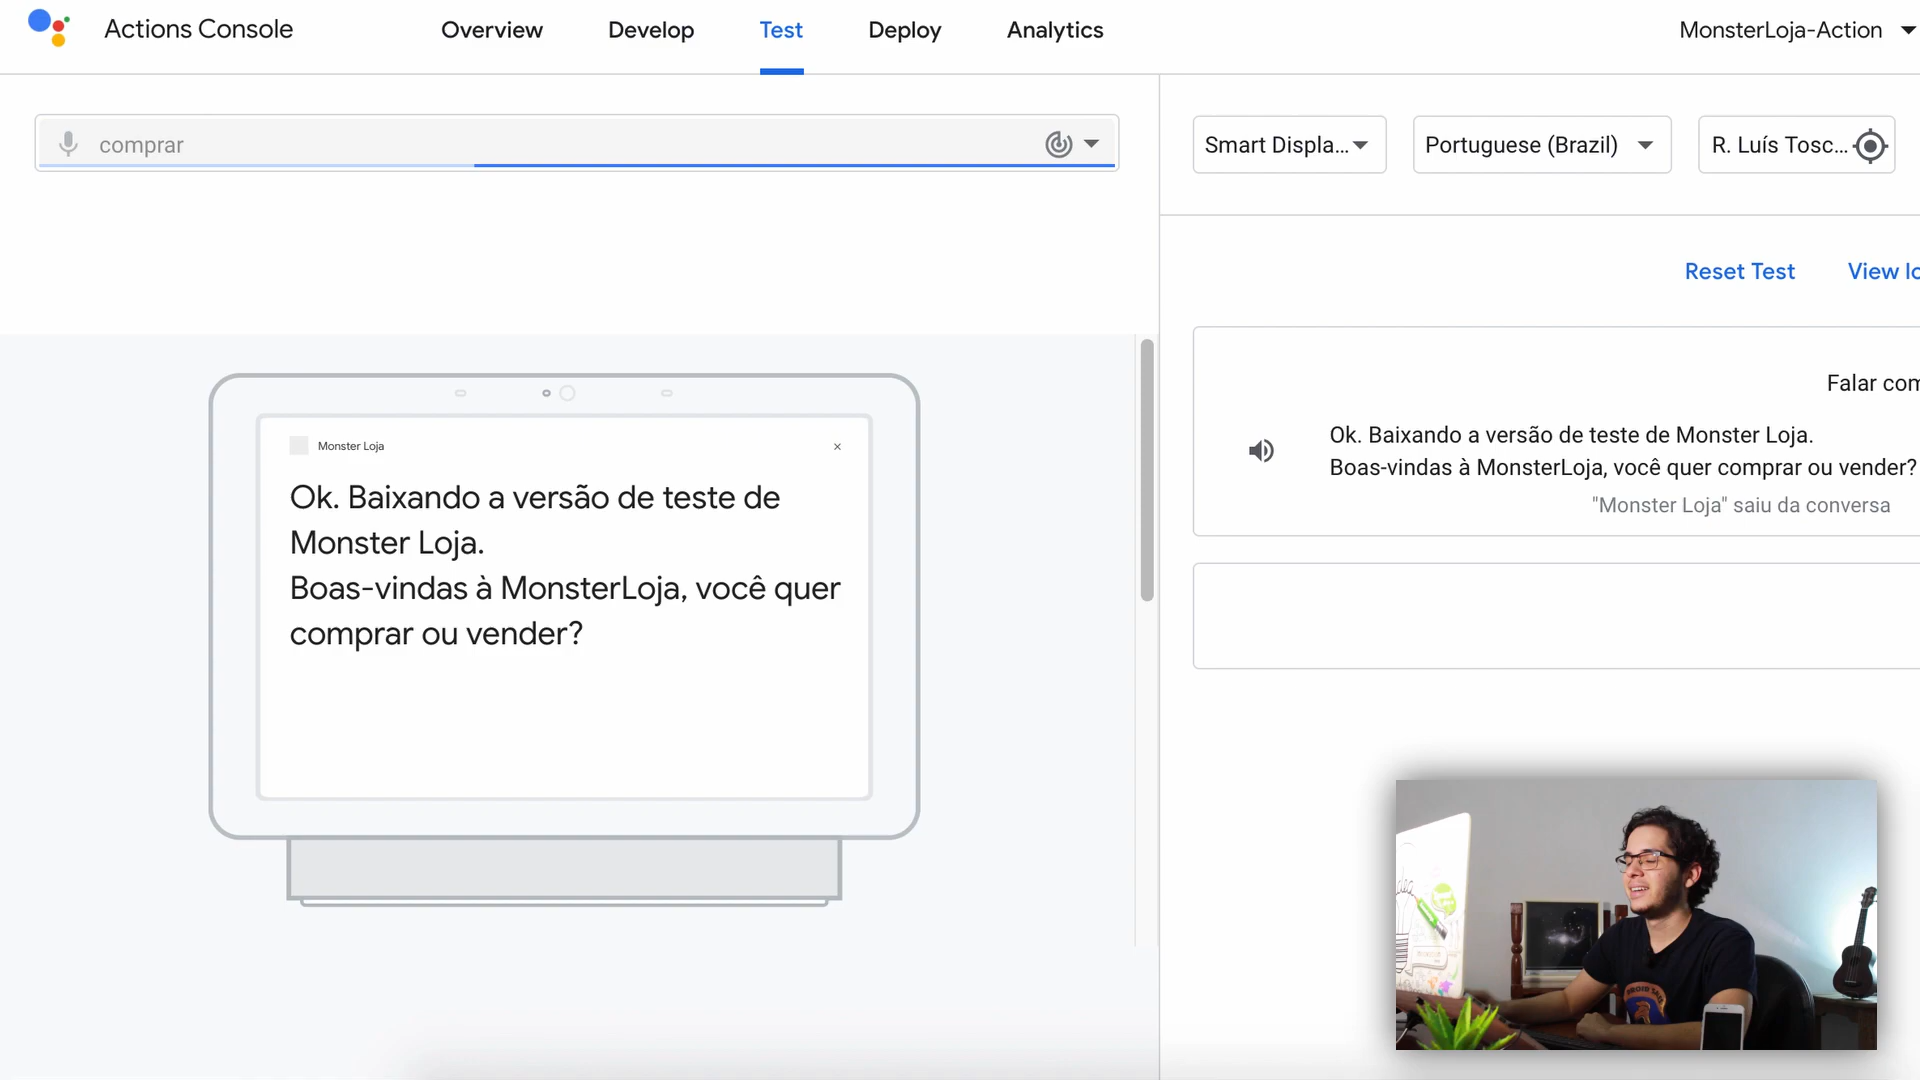 Actions Console
Overview
Develop
Test
Deploy
Analytics
MonsterLoja-Action
comprar
Smart Displa...
Portuguese (Brazil)
R. Luís Tosc...
Reset Test
View lo
Falar com
Ok. Baixando a versão de teste de Monster Loja.
Boas-vindas à MonsterLoja, você quer comprar ou vender?
"Monster Loja" saiu da conversa
Monster Loja
Ok. Baixando a versão de teste de
Monster Loja.
Boas-vindas à MonsterLoja, você quer
comprar ou vender?